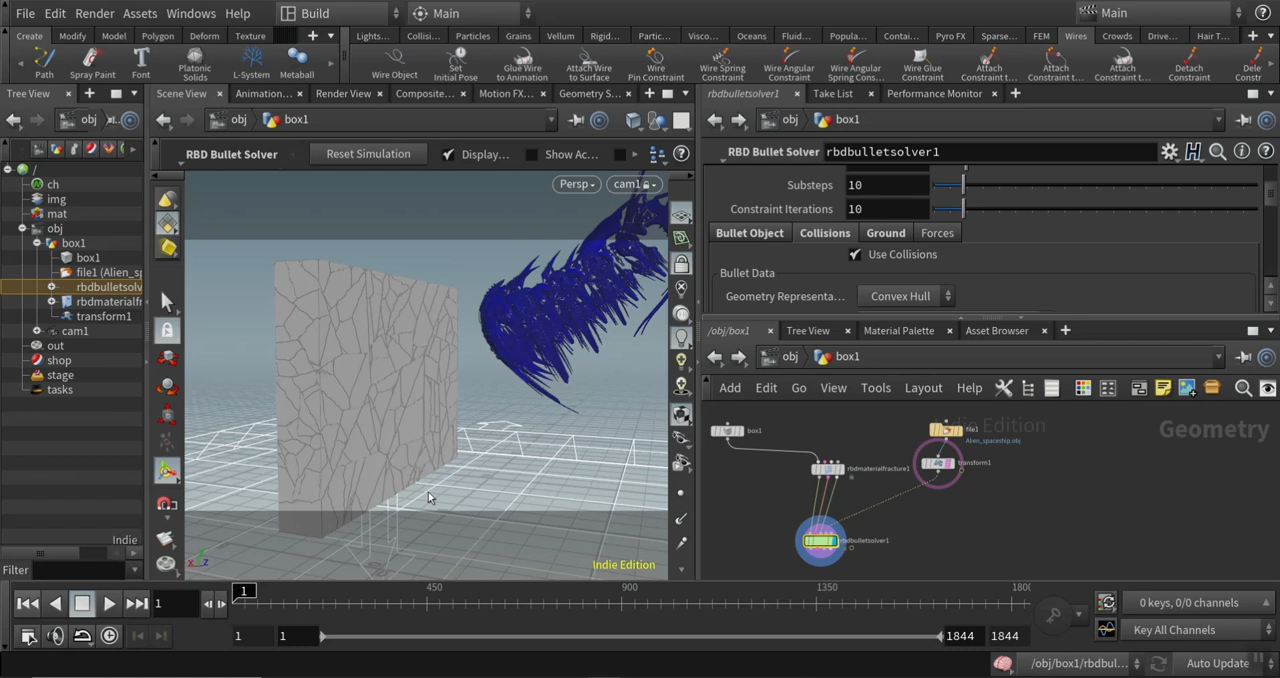 File Edit Render Assets Windows Help Build Main Main
Create Modify Model Polygon Deform Texture Lights... Collisi... Particles Grains Vellum Rigid... Partic... Visco... Oceans Fluid... Popula... Contai... Pyro FX Sparse... FEM Wires Crowds Drive... Hair T...
Path Spray Paint Font Platonic Solids L-System Metaball Wire Object Set Initial Pose Glue Wire to Animation Attach Wire to Surface Wire Pin Constraint Wire Spring Constraint Wire Angular Constraint Wire Angular Spring Cons... Wire Glue Constraint Attach Constraint t... Attach Constraint t... Attach Constraint t... Detach Constraint Dele Constr
Tree View Scene View Animation... Render View Composite... Motion FX... Geometry S... rbdbulletsolver1 Take List Performance Monitor
obj obj box1 obj box1
RBD Bullet Solver Reset Simulation Display... Show Ac... RBD Bullet Solver rbdbulletsolver1
Persp cam1
Substeps 10
Constraint Iterations 10
Bullet Object Collisions Ground Forces
Use Collisions
Bullet Data
Geometry Representa... Convex Hull
/
ch
img
mat
obj
box1
box1
file1 (Alien_sp
rbdbulletsolv
rbdmaterialfr
transform1
cam1
out
shop
stage
tasks
/obj/box1 Tree View Material Palette Asset Browser
obj box1
Add Edit Go View Tools Layout Help
Indie Edition
Geometry
box1
file1
Alien_spaceship.obj
transform1
rbdmaterialfracture1
rbdbulletsolver1
Indie
Indie Edition
Filter
1 1 450 900 1350 1800
0 keys, 0/0 channels
1 1 1844 1844 Key All Channels
/obj/box1/rbdbul... Auto Update